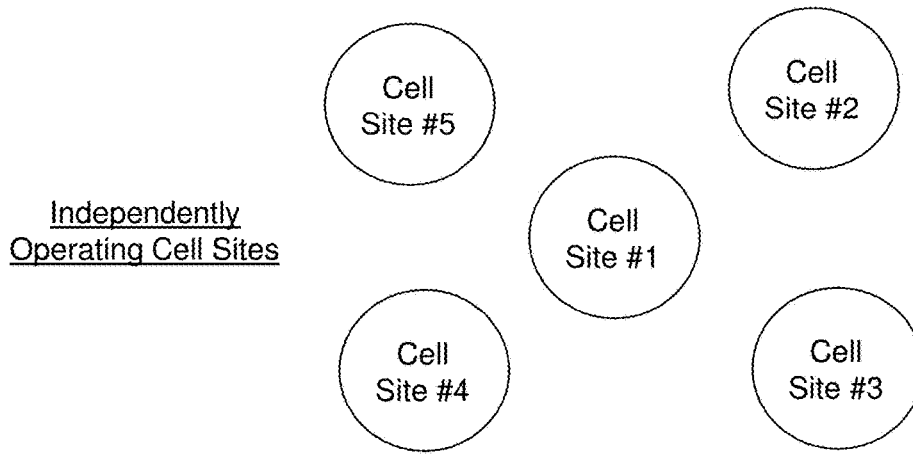 Cell
Site #5
Cell
Site #2
Independently
Operating Cell Sites
Cell
Site #1
Cell
Site #4
Cell
Site #3